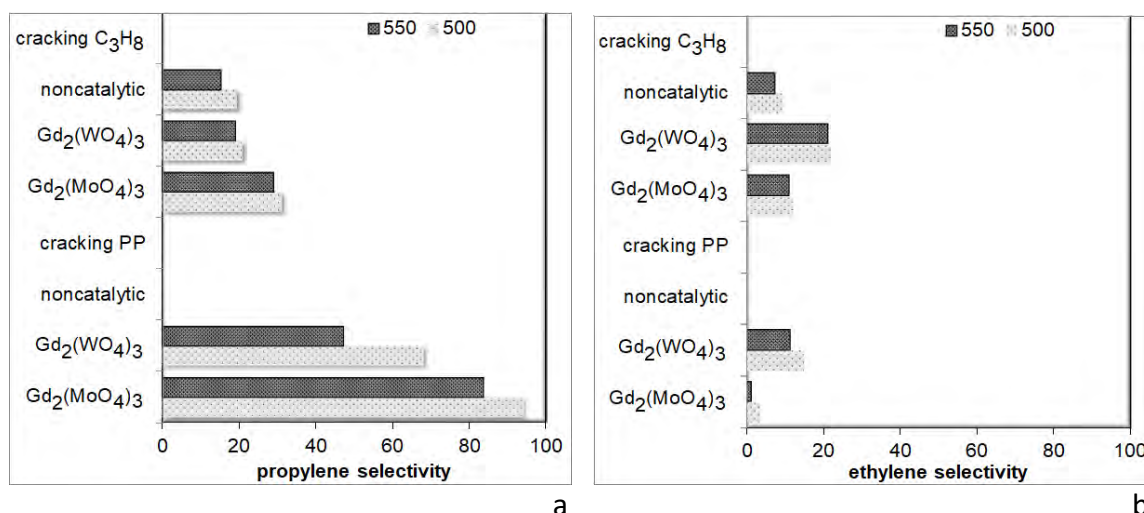 550 500
cracking C₃H₈
noncatalytic
Gd₂(WO₄)₃
Gd₂(MoO₄)₃
cracking PP
noncatalytic
Gd₂(WO₄)₃
Gd₂(MoO₄)₃
0 20 40 60 80 100
propylene selectivity
a
550 500
cracking C₃H₈
noncatalytic
Gd₂(WO₄)₃
Gd₂(MoO₄)₃
cracking PP
noncatalytic
Gd₂(WO₄)₃
Gd₂(MoO₄)₃
0 20 40 60 80 100
ethylene selectivity
b